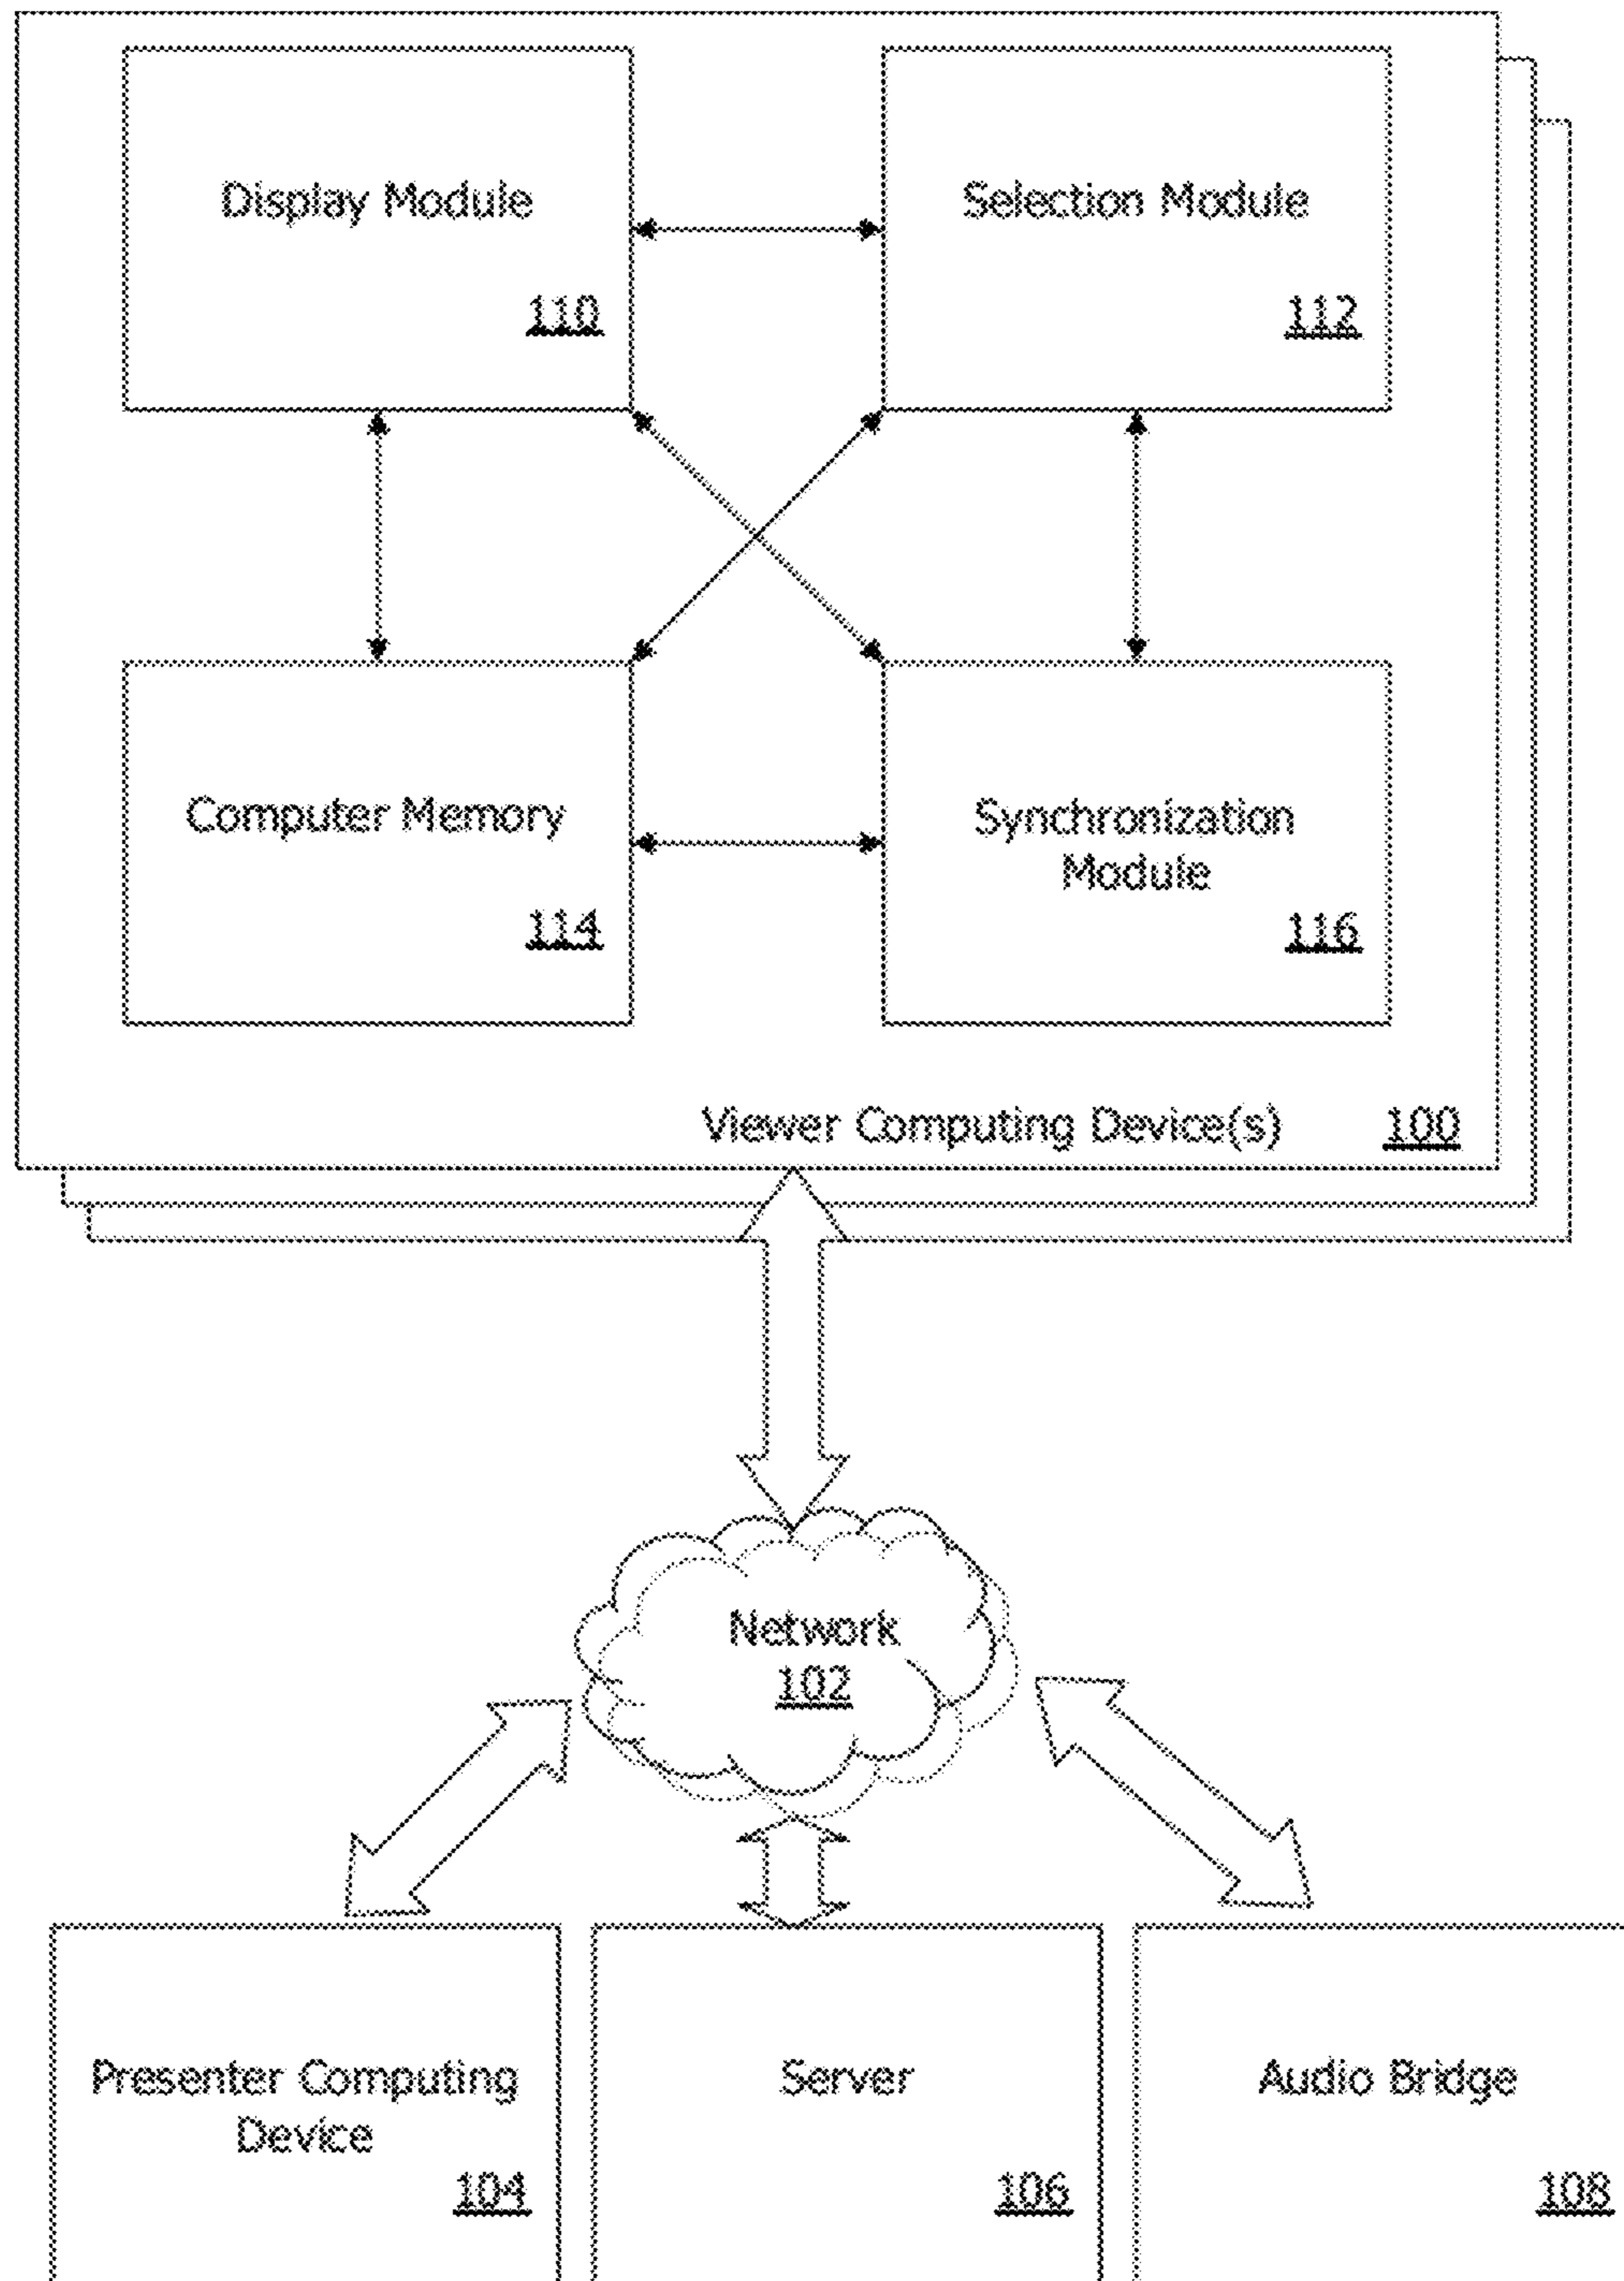 Display Module
110
Selection Module
112
Computer Memory
114
Synchronization
Module
116
Viewer Computing Device(s) 100
Network
102
Presenter Computing
Device
104
Server
106
Audio Bridge
108